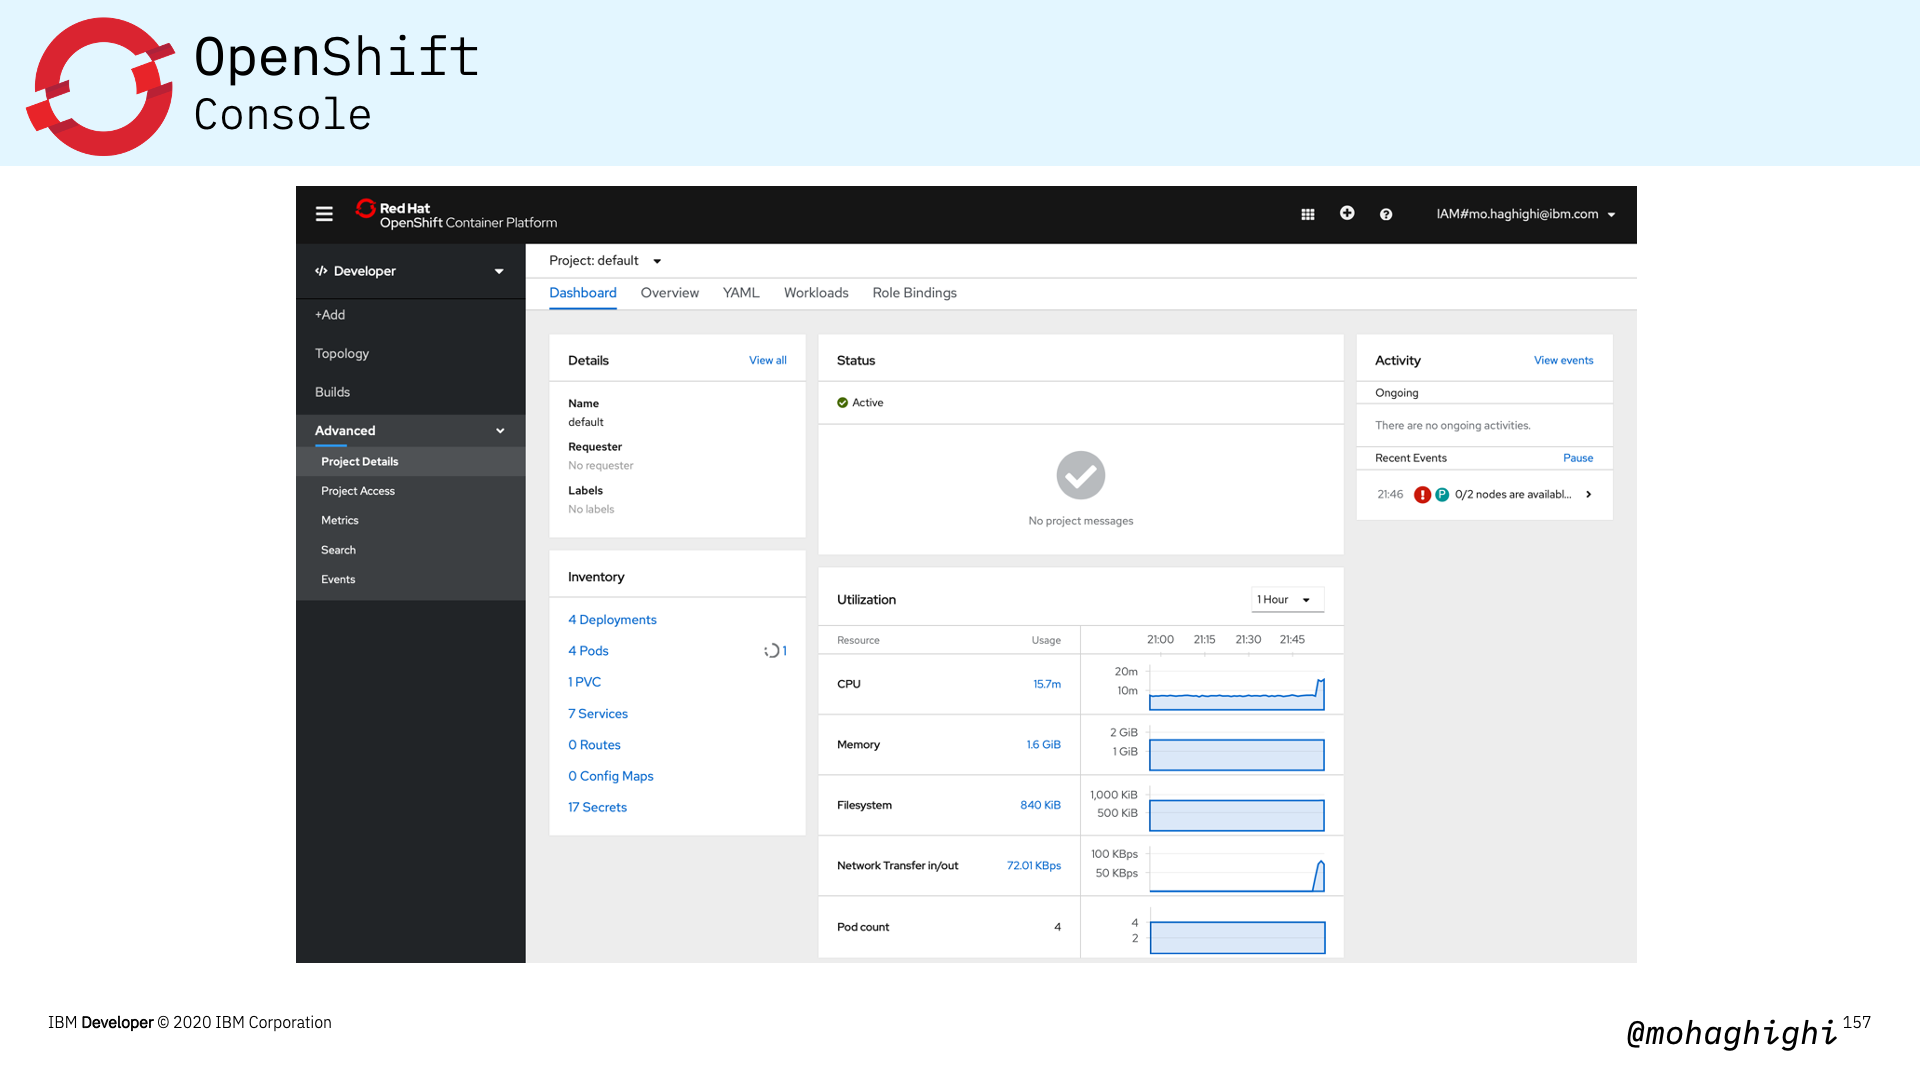 OpenShift
Console
Red Hat
OpenShift Container Platform
IAM#mo.haghighi@ibm.com
</> Developer
+Add
Topology
Builds
Advanced
Project Details
Project Access
Metrics
Search
Events
Project: default
Dashboard Overview YAML Workloads Role Bindings
Details View all
Name
default
Requester
No requester
Labels
No labels
Inventory
4 Deployments
4 Pods 1
1 PVC
7 Services
0 Routes
0 Config Maps
17 Secrets
Status
Active
No project messages
Utilization 1 Hour
Resource Usage 21:00 21:15 21:30 21:45
CPU 15.7m 20m
10m
Memory 1.6 GiB 2 GiB
1 GiB
Filesystem 840 KiB 1,000 KiB
500 KiB
Network Transfer in/out 72.01 KBps 100 KBps
50 KBps
Pod count 4 4
2
Activity View events
Ongoing
There are no ongoing activities.
Recent Events Pause
21:46 P 0/2 nodes are availabl...
IBM Developer © 2020 IBM Corporation
@mohaghighi 157